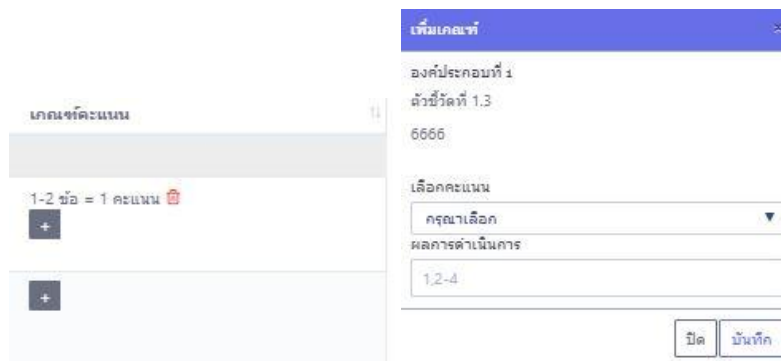 เกณฑ์คะแนน
1-2 ข้อ = 1 คะแนน
+
+
เพิ่มเกณฑ์
×
องค์ประกอบที่ 1
ตัวชี้วัดที่ 1.3
6666
เลือกคะแนน
กรุณาเลือก
ผลการดำเนินการ
1,2-4
ปิด
บันทึก